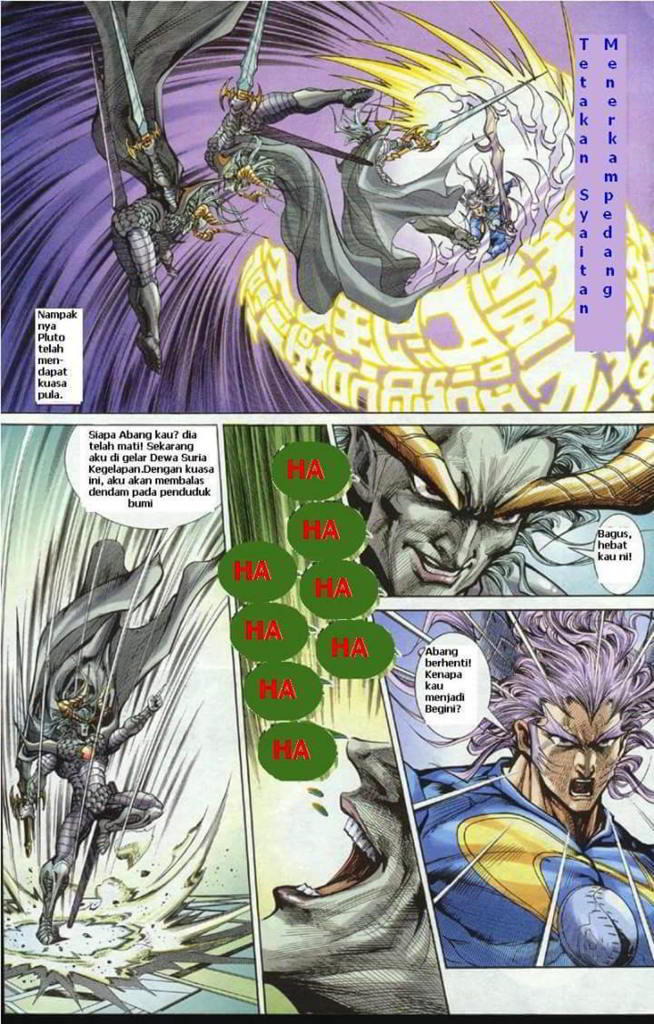 Menerkampedang
Tetakan Syaitan
Nampak
nya
Pluto
telah
men-
dapat
kuasa
pula.
Bagus,
hebat
kau ni!
Abang
berhenti!
Kenapa
kau
menjadi
Begini?
HA
HA
HA
HA
HA
HA
HA
HA
Siapa Abang kau? dia
telah mati! Sekarang
aku di gelar Dewa Suria
Kegelapan.Dengan kuasa
ini, aku akan membalas
dendam pada penduduk
bumi